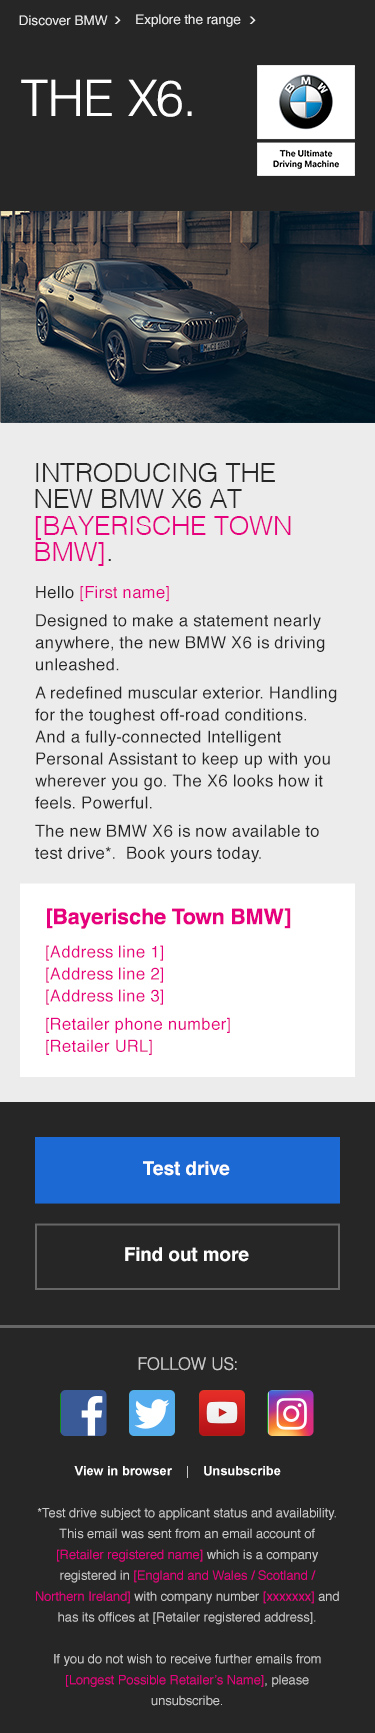 Discover BMW > Explore the range >
THE X6.
BMW
The Ultimate
Driving Machine
INTRODUCING THE
NEW BMW X6 AT
[BAYERISCHE TOWN
BMW].
Hello [First name]
Designed to make a statement nearly
anywhere, the new BMW X6 is driving
unleashed.
A redefined muscular exterior. Handling
for the toughest off-road conditions.
And a fully-connected Intelligent
Personal Assistant to keep up with you
wherever you go. The X6 looks how it
feels. Powerful.
The new BMW X6 is now available to
test drive*.  Book yours today.
[Bayerische Town BMW]
[Address line 1]
[Address line 2]
[Address line 3]
[Retailer phone number]
[Retailer URL]
Test drive
Find out more
FOLLOW US:
View in browser | Unsubscribe
*Test drive subject to applicant status and availability.
This email was sent from an email account of
[Retailer registered name] which is a company
registered in [England and Wales / Scotland /
Northern Ireland] with company number [xxxxxxx] and
has its offices at [Retailer registered address].
If you do not wish to receive further emails from
[Longest Possible Retailer's Name], please
unsubscribe.